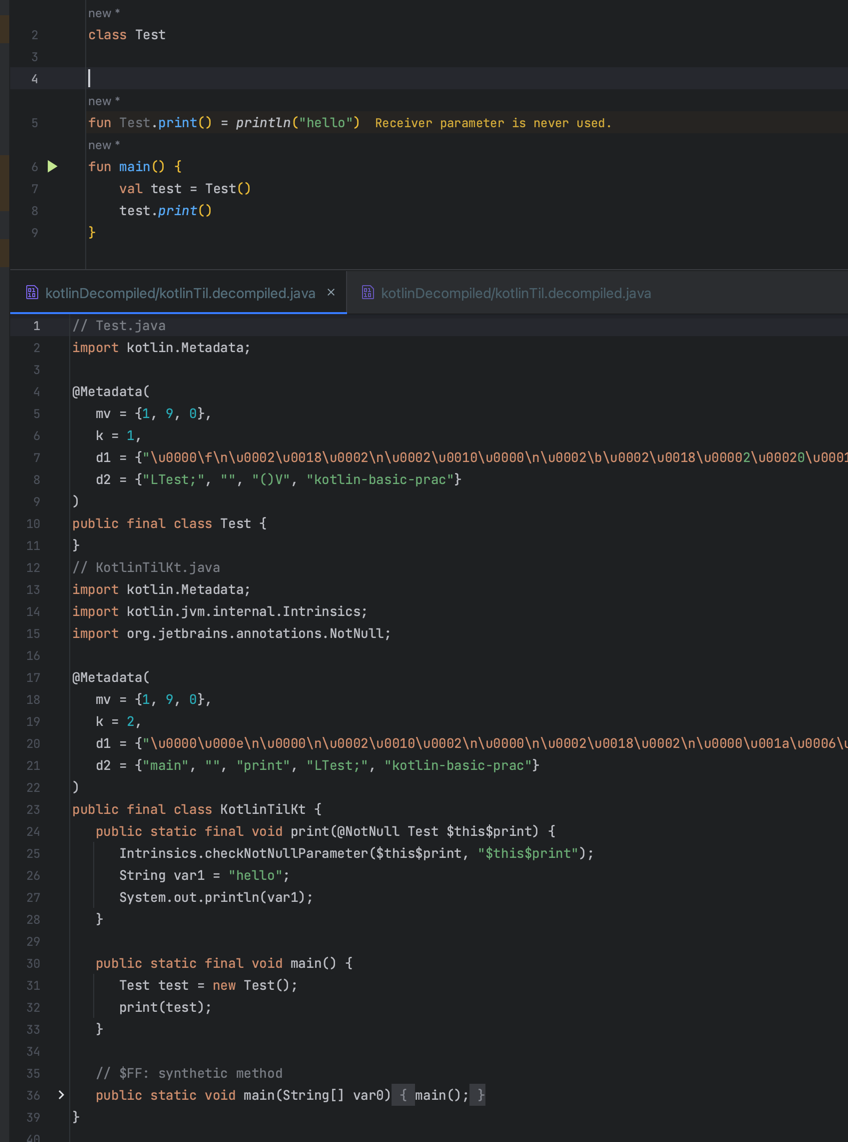 new *
2 class Test
3
4
new *
5 fun Test.print() = println("hello") Receiver parameter is never used.
new *
6 fun main() {
7 val test = Test()
8 test.print()
9 }
kotlinDecompiled/kotlinTil.decompiled.java × kotlinDecompiled/kotlinTil.decompiled.java
1 // Test.java
2 import kotlin.Metadata;
3
4 @Metadata(
5 mv = {1, 9, 0},
6 k = 1,
7 d1 = {"\u0000\f\n\u0002\u0018\u0002\n\u0002\u0010\u0000\n\u0002\b\u0002\u0018\u00002\u00020\u0001
8 d2 = {"LTest;", "", "()V", "kotlin-basic-prac"}
9 )
10 public final class Test {
11 }
12 // KotlinTilKt.java
13 import kotlin.Metadata;
14 import kotlin.jvm.internal.Intrinsics;
15 import org.jetbrains.annotations.NotNull;
16
17 @Metadata(
18 mv = {1, 9, 0},
19 k = 2,
20 d1 = {"\u0000\u000e\n\u0000\n\u0002\u0010\u0002\n\u0000\n\u0002\u0018\u0002\n\u0000\u001a\u0006\u
21 d2 = {"main", "", "print", "LTest;", "kotlin-basic-prac"}
22 )
23 public final class KotlinTilKt {
24 public static final void print(@NotNull Test $this$print) {
25 Intrinsics.checkNotNullParameter($this$print, "$this$print");
26 String var1 = "hello";
27 System.out.println(var1);
28 }
29
30 public static final void main() {
31 Test test = new Test();
32 print(test);
33 }
34
35 // $FF: synthetic method
36 public static void main(String[] var0) { main(); }
39 }
40